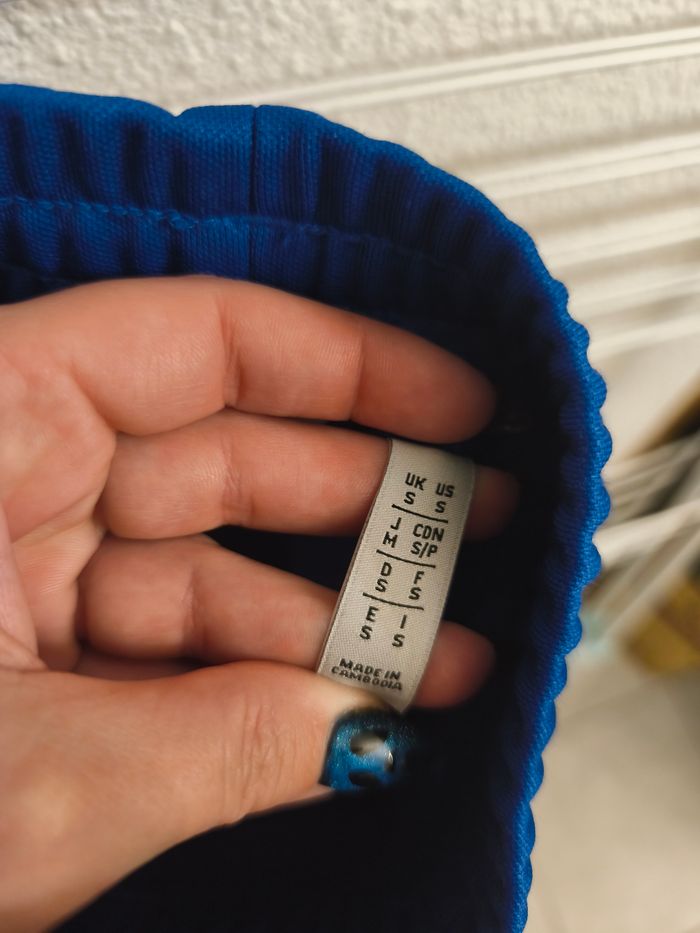 UK US
S S
J CDN
M S/P
D F
S S
E I
S S
MADE IN
CAMBODIA